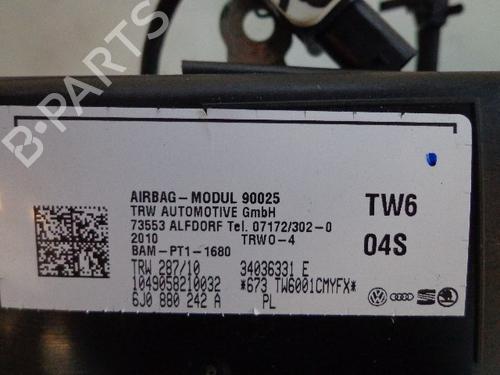 B-PARTS
AIRBAG-MODUL 90025
TRW AUTOMOTIVE GmbH
73553 ALFDORF Tel. 07172/302-0
2010 TRWO-4
BAM-PT1-1680
TRW 287/10 34036331 E
1049058210032 *673 TW6001CMYFX*
6J0 880 242 A PL
TW6
04S